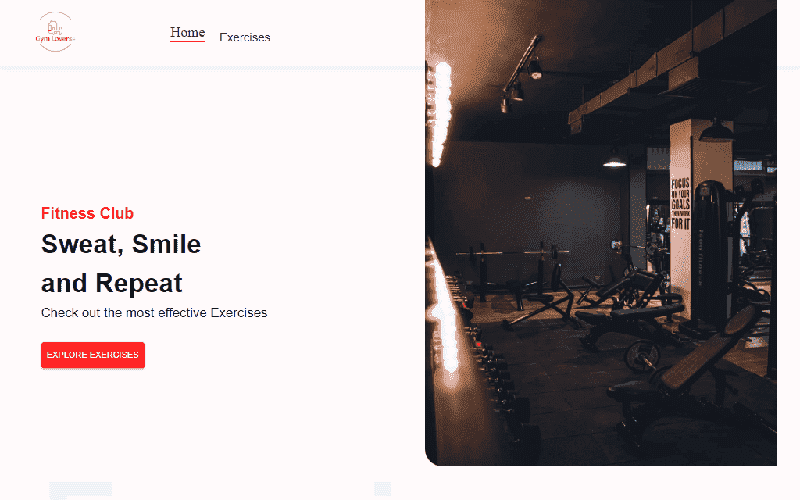 Gym Lovers
Home
Exercises
Fitness Club
Sweat, Smile
and Repeat
Check out the most effective Exercises
EXPLORE EXERCISES
FOCUS
ON YOUR
GOALS
FOR IT